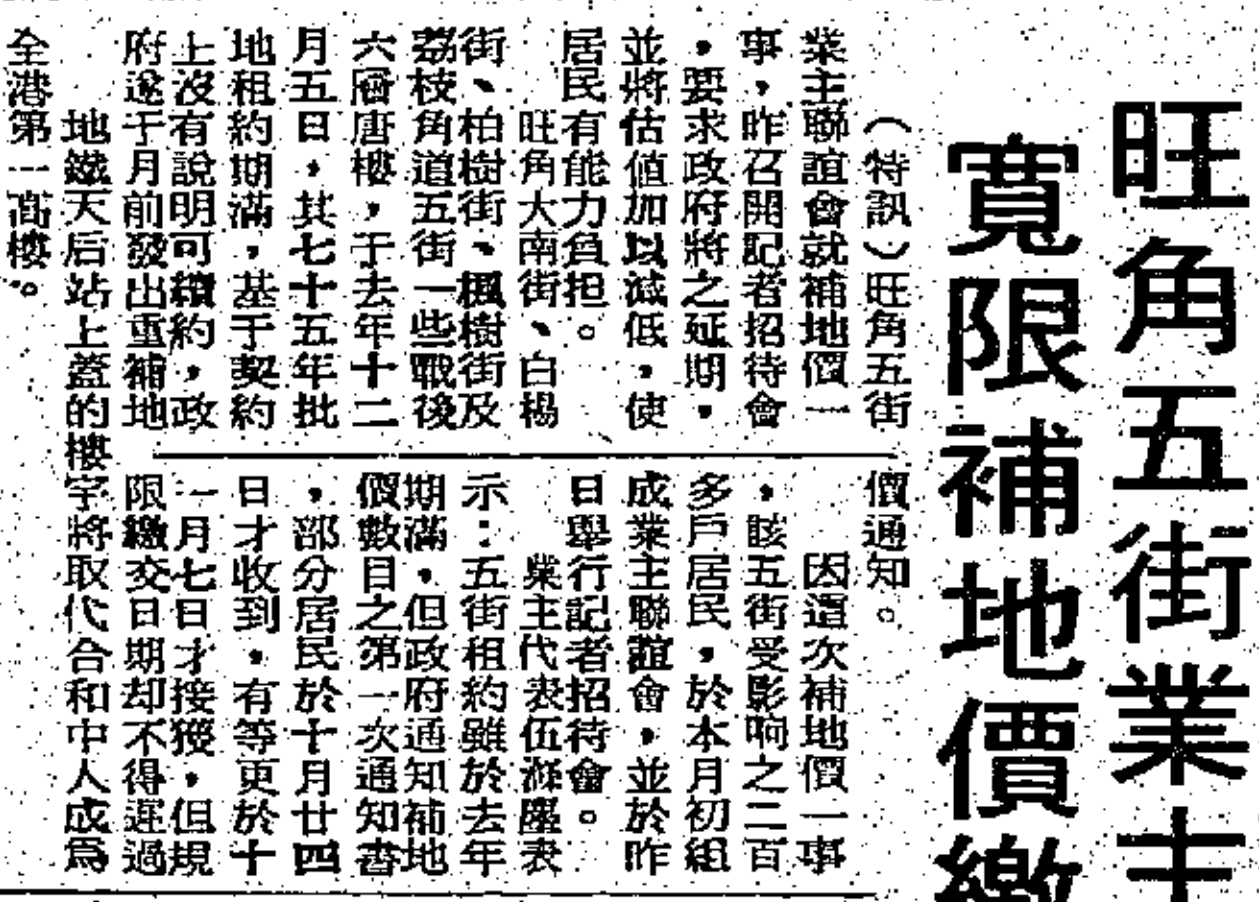 旺角五街業主
寬限補地價繳
（特訊）旺角五街
業主聯誼會就補地價一
事，昨召開記者招待會
，要求政府將之延期，
並將估值加以減低，使
居民有能力負担。
旺角大南街、白楊
街、柏樹街、楓樹街及
荔枝角道五街一些戰後
六層唐樓，于去年十二
月五日，其七十五年批
地租約期滿，基于契約
上沒有說明可續約，政
府遂于月前發出重補地
價通知。
因這次補地價一事
，該五街受影响之二百
多戶居民，於本月初組
成業主聯誼會，並於昨
日舉行記者招待會。
業主代表伍滌塵表
示：五街租約雖於去年
期滿，但政府通知補地
價數目之第一次通知書
，部分居民於十月廿四
日才收到，有等更於十
一月七日才接獲，但規
限繳交日期却不得遲過
地鐵天后站上蓋的樓宇將取代合和中人成爲
全港第一高樓。